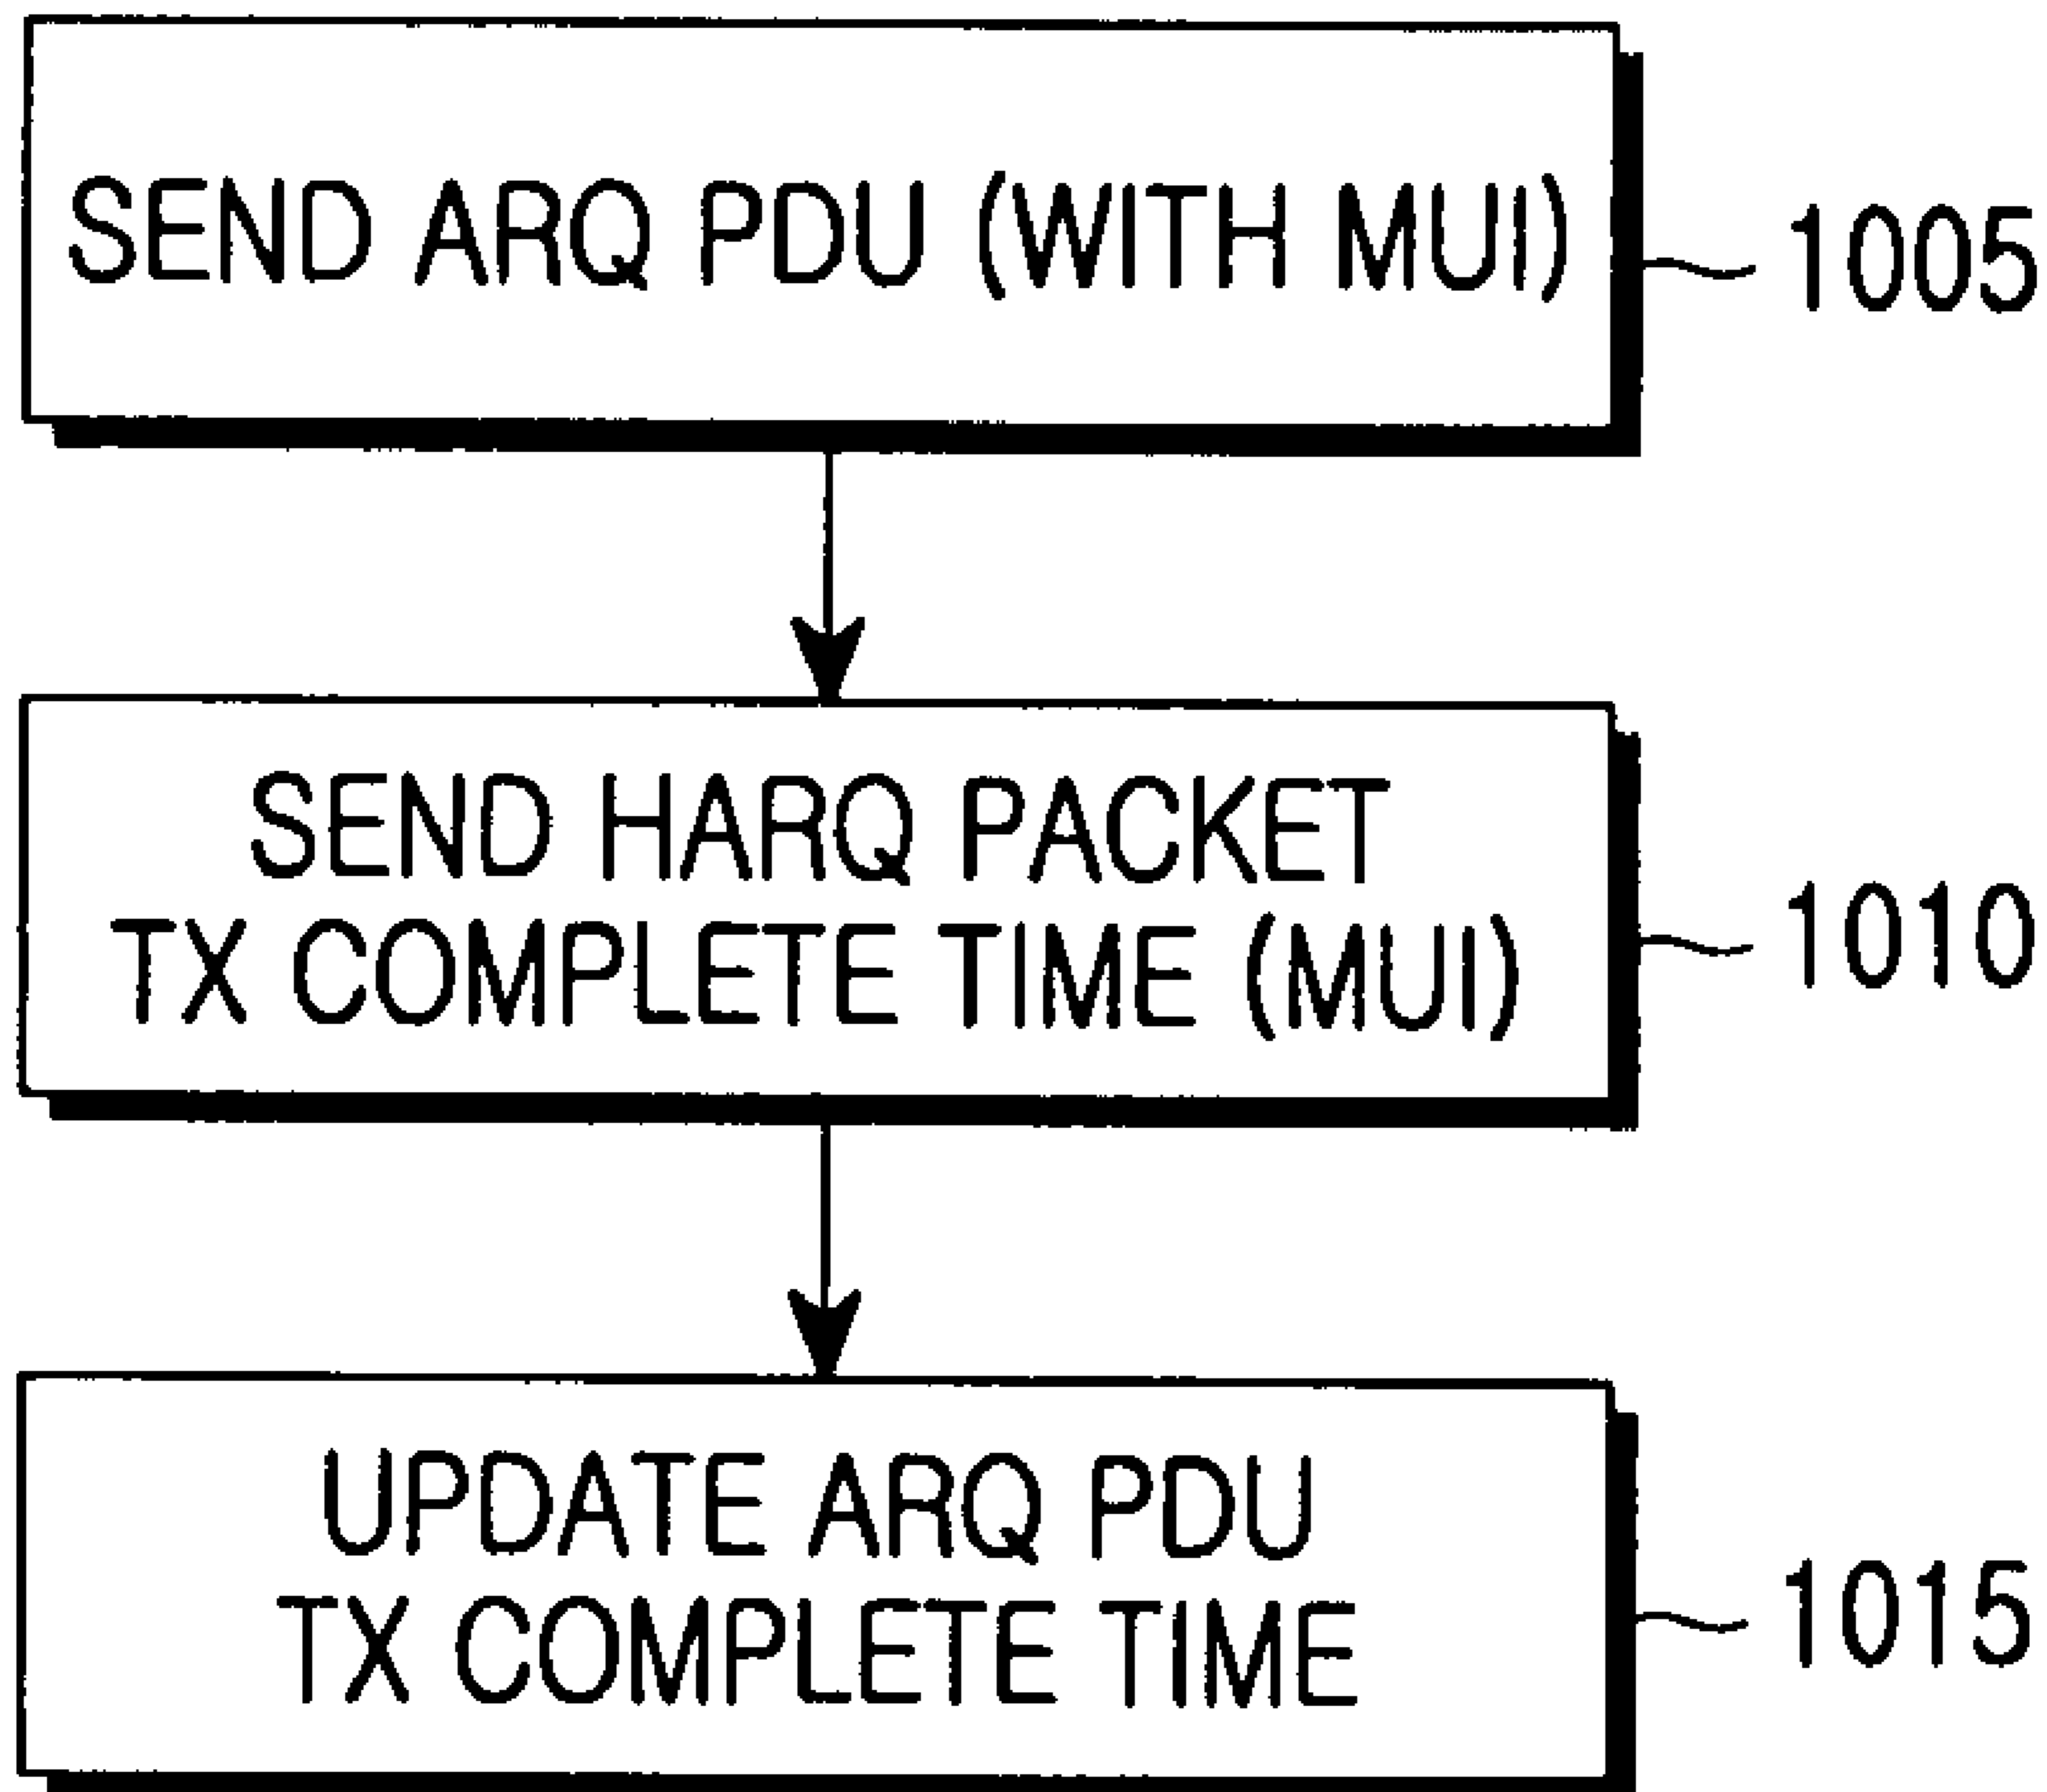 SEND ARQ PDU (WITH MUI)
1005
SEND HARQ PACKET
TX COMPLETE TIME (MUI)
1010
UPDATE ARQ PDU
TX COMPLETE TIME
1015